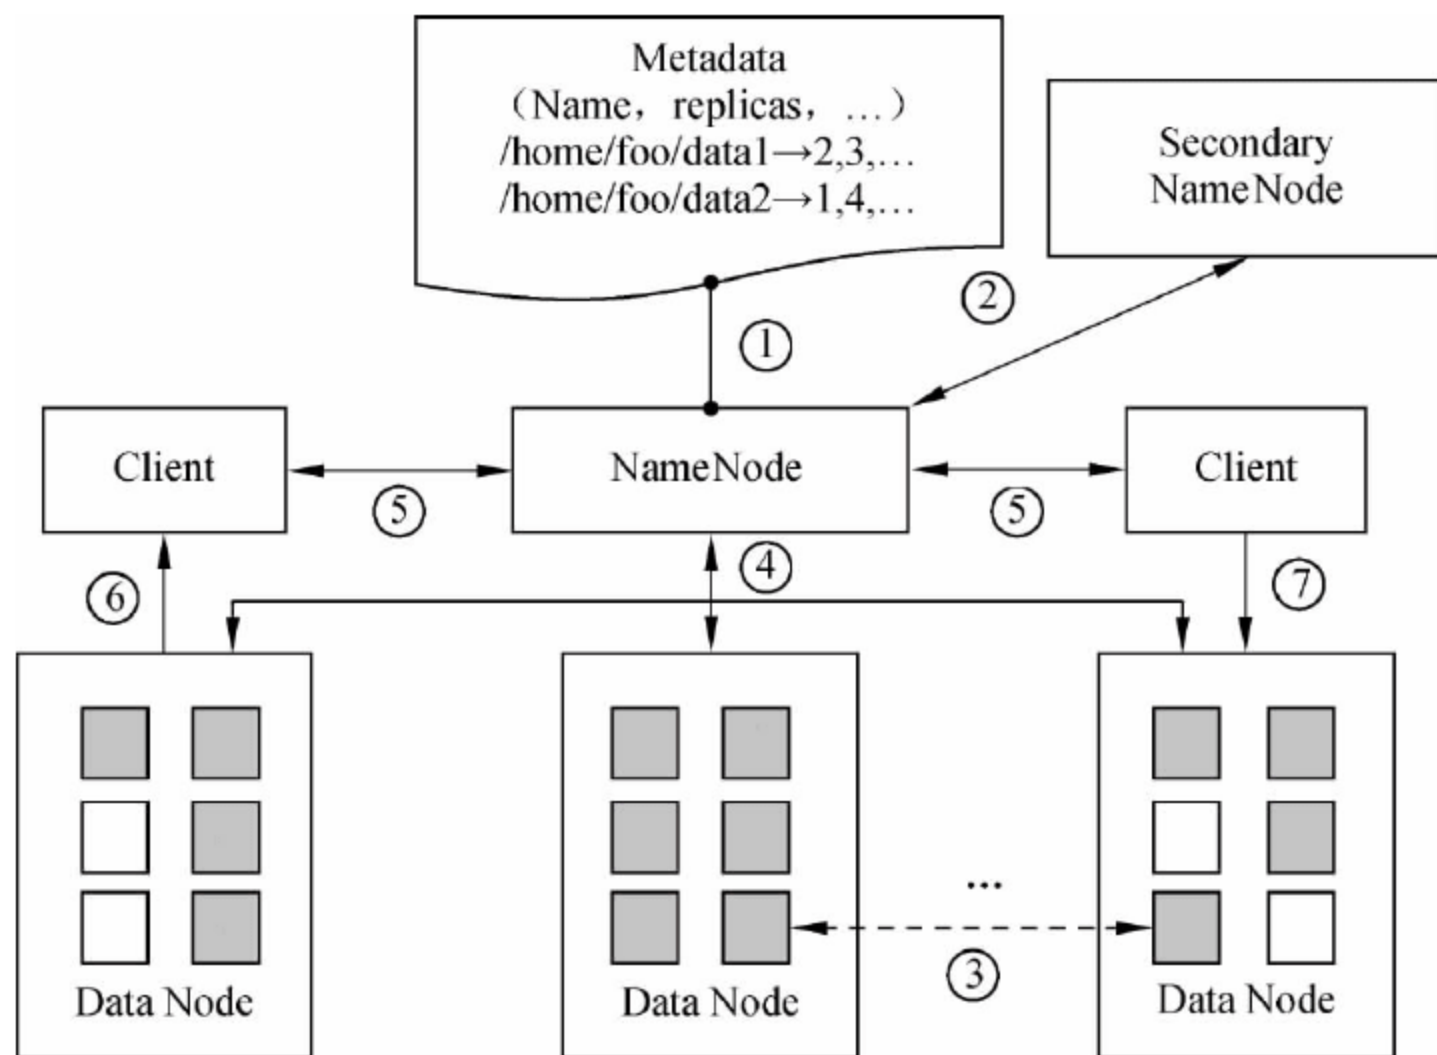 Metadata
（Name，replicas，…）
/home/foo/data1→2,3,…
/home/foo/data2→1,4,…
Secondary
NameNode
②
①
Client
NameNode
Client
⑤
⑤
④
⑥
⑦
...
③
Data Node
Data Node
Data Node